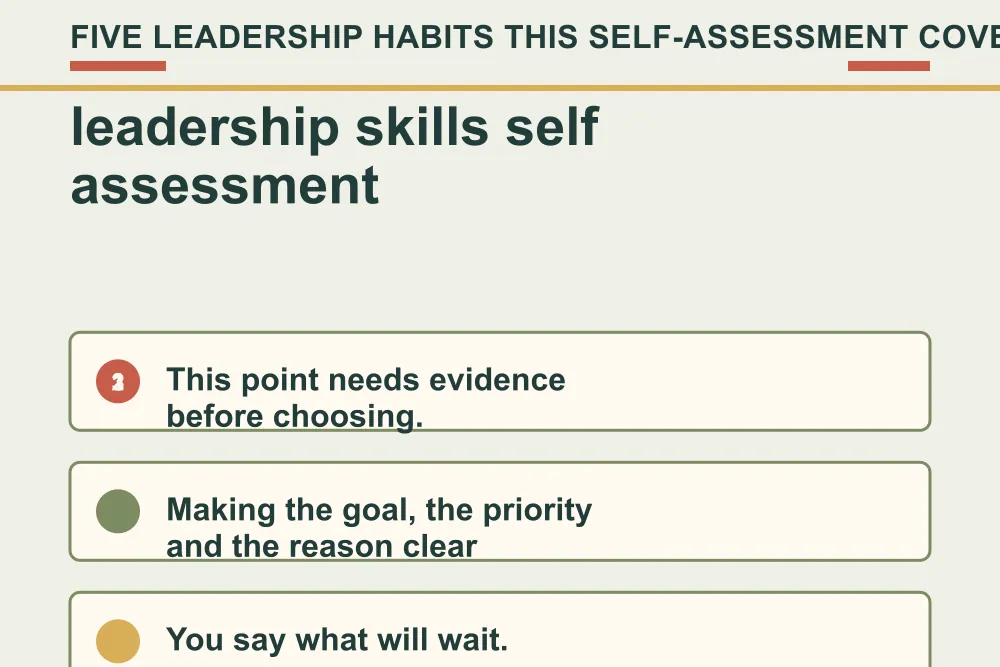 FIVE LEADERSHIP HABITS THIS SELF-ASSESSMENT
leadership skills self
assessment
This point needs evidence
before choosing.
Making the goal, the priority
and the reason clear
You say what will wait.